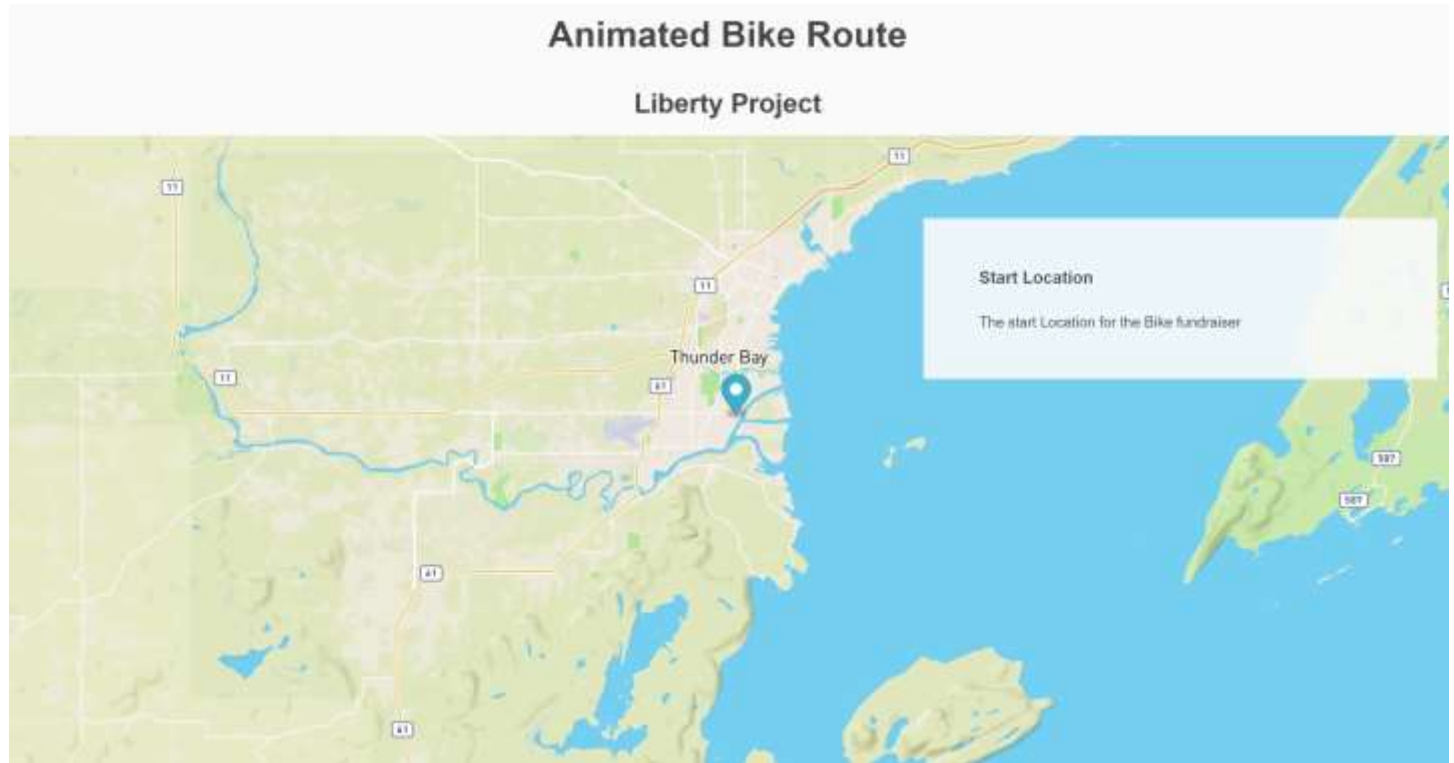 Animated Bike Route
Liberty Project
11
11
11
Start Location
The start Location for the Bike fundraiser
Thunder Bay
11
61
587
587
61
61